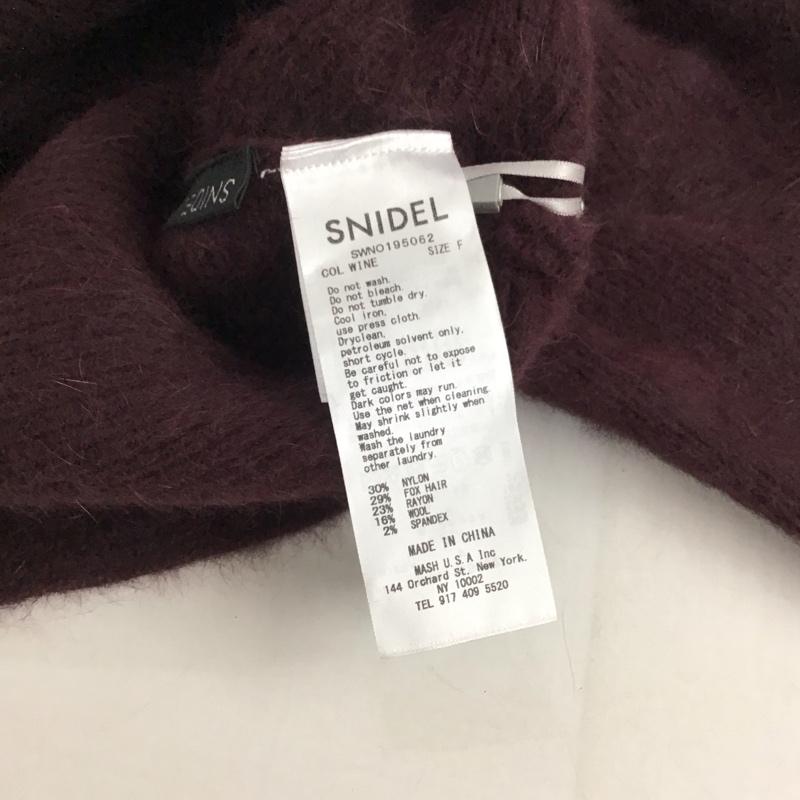 SNIDEL
SNIDEL
SWNO195062
COL WINE SIZE F
Do not wash.
Do not bleach.
Do not tumble dry.
Cool Iron.
use press cloth.
Dryclean.
petroleum solvent only.
short cycle.
Be careful not to expose
to friction or let it
get caught.
Dark colors may run.
Use the net when cleaning.
May shrink slightly when
washed.
Wash the laundry
separately from
other laundry.
30% NYLON
29% FOX HAIR
23% RAYON
16% WOOL
2% SPANDEX
MADE IN CHINA
MASH U.S.A Inc
144 Orchard St. New York.
NY 10002
TEL 917 409 5520